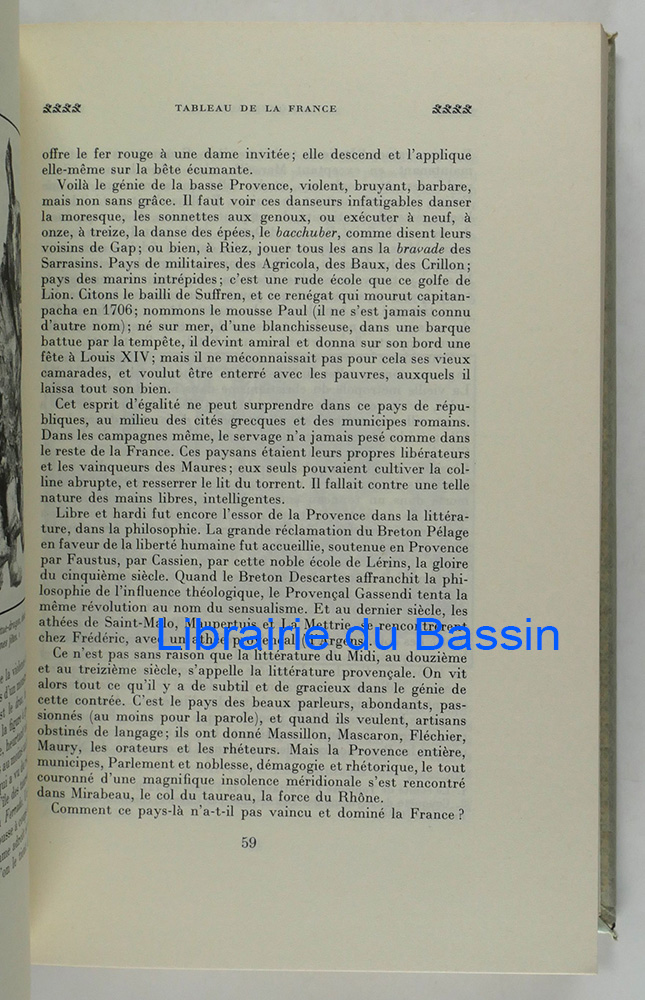 TABLEAU DE LA FRANCE
offre le fer rouge à une dame invitée; elle descend et l'applique
elle-même sur la bête écumante.
Voilà le génie de la basse Provence, violent, bruyant, barbare,
mais non sans grâce. Il faut voir ces danseurs infatigables danser
la moresque, les sonnettes aux genoux, ou exécuter à neuf, à
onze, à treize, la danse des épées, le bacchuber, comme disent leurs
voisins de Gap; ou bien, à Riez, jouer tous les ans la bravade des
Sarrasins. Pays de militaires, des Agricola, des Baux, des Crillon;
pays des marins intrépides; c'est une rude école que ce golfe de
Lion. Citons le bailli de Suffren, et ce renégat qui mourut capitan-
pacha en 1706; nommons le mousse Paul (il ne s'est jamais connu
d'autre nom); né sur mer, d'une blanchisseuse, dans une barque
battue par la tempête, il devint amiral et donna sur son bord une
fête à Louis XIV; mais il ne méconnaissait pas pour cela ses vieux
camarades, et voulut être enterré avec les pauvres, auxquels il
laissa tout son bien.
Cet esprit d'égalité ne peut surprendre dans ce pays de répu-
bliques, au milieu des cités grecques et des municipes romains.
Dans les campagnes même, le servage n'a jamais pesé comme dans
le reste de la France. Ces paysans étaient leurs propres libérateurs
et les vainqueurs des Maures; eux seuls pouvaient cultiver la col-
line abrupte, et resserrer le lit du torrent. Il fallait contre une telle
nature des mains libres, intelligentes.
Libre et hardi fut encore l'essor de la Provence dans la littéra-
ture, dans la philosophie. La grande réclamation du Breton Pélage
en faveur de la liberté humaine fut accueillie, soutenue en Provence
par Faustus, par Cassien, par cette noble école de Lérins, la gloire
du cinquième siècle. Quand le Breton Descartes affranchit la phi-
losophie de l'influence théologique, le Provençal Gassendi tenta la
même révolution au nom du sensualisme. Et au dernier siècle, les
athées de Saint-Malo, Maupertuis et La Mettrie, se rencontrèrent
chez Frédéric, avec un athée provençal (d'Argens).
Librairie du Bassin
Ce n'est pas sans raison que la littérature du Midi, au douzième
et au treizième siècle, s'appelle la littérature provençale. On vit
alors tout ce qu'il y a de subtil et de gracieux dans le génie de
cette contrée. C'est le pays des beaux parleurs, abondants, pas-
sionnés (au moins pour la parole), et quand ils veulent, artisans
obstinés de langage; ils ont donné Massillon, Mascaron, Fléchier,
Maury, les orateurs et les rhéteurs. Mais la Provence entière,
municipes, Parlement et noblesse, démagogie et rhétorique, le tout
couronné d'une magnifique insolence méridionale s'est rencontré
dans Mirabeau, le col du taureau, la force du Rhône.
Comment ce pays-là n'a-t-il pas vaincu et dominé la France ?
59